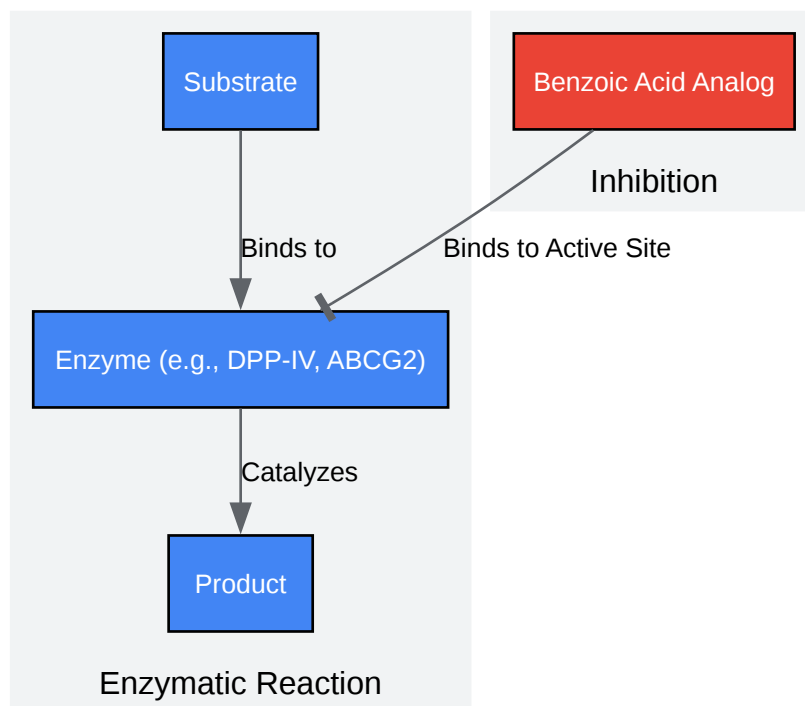 Substrate
Benzoic Acid Analog
Inhibition
Binds to
Binds to Active Site
Enzyme (e.g., DPP-IV, ABCG2)
Catalyzes
Product
Enzymatic Reaction